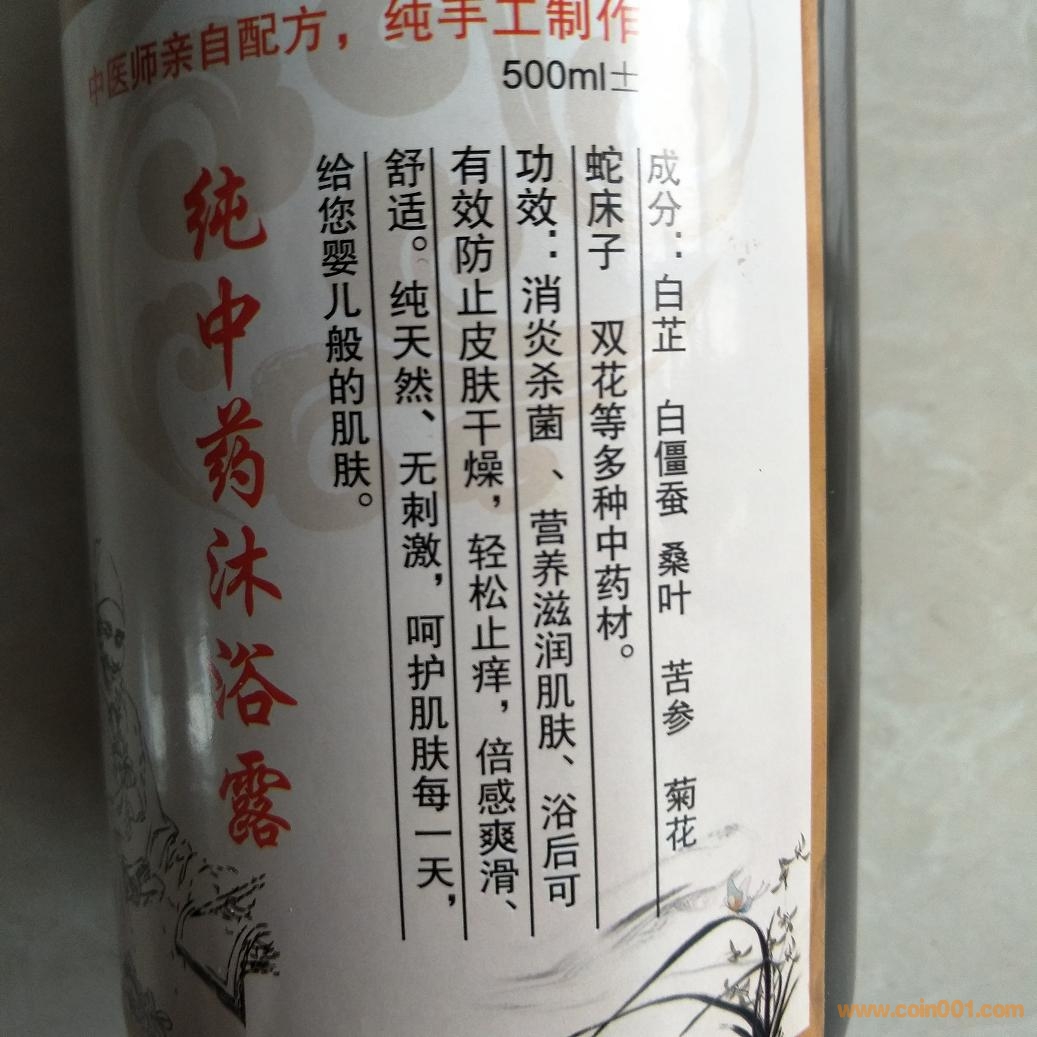 中医师亲自配方，纯手工制作
500ml±
成分：白芷 白僵蚕 桑叶 苦参 菊花
蛇床子 双花等多种中药材。
功效：消炎杀菌、营养滋润肌肤、浴后可
有效防止皮肤干燥，轻松止痒，倍感爽滑、
舒适。纯天然、无刺激，呵护肌肤每一天，
给您婴儿般的肌肤。
纯中药沐浴露
www.coin001.com